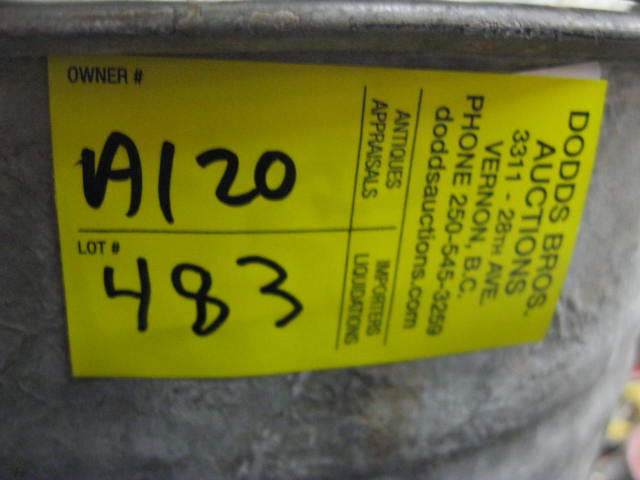 OWNER #
A120
LOT #
483
ANTIQUES
APPRAISALS
IMPORTERS
LIQUIDATIONS
DODDS BROS.
AUCTIONS
3311 - 28TH AVE.
VERNON, B.C.
PHONE 250-545-3259
doddsauctions.com